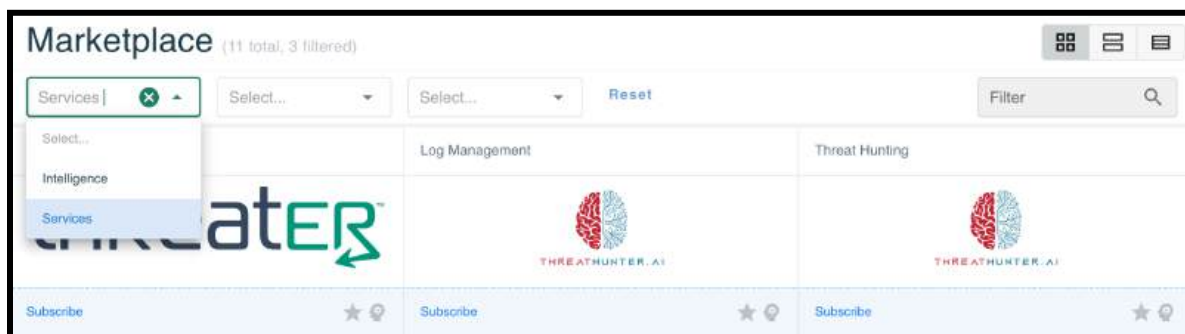 Marketplace (11 total, 3 filtered)
Services Select... Select... Reset Filter
Select...
Log Management Threat Hunting
Intelligence
Services
eatER™
THREATHUNTER.AI THREATHUNTER.AI
Subscribe Subscribe Subscribe